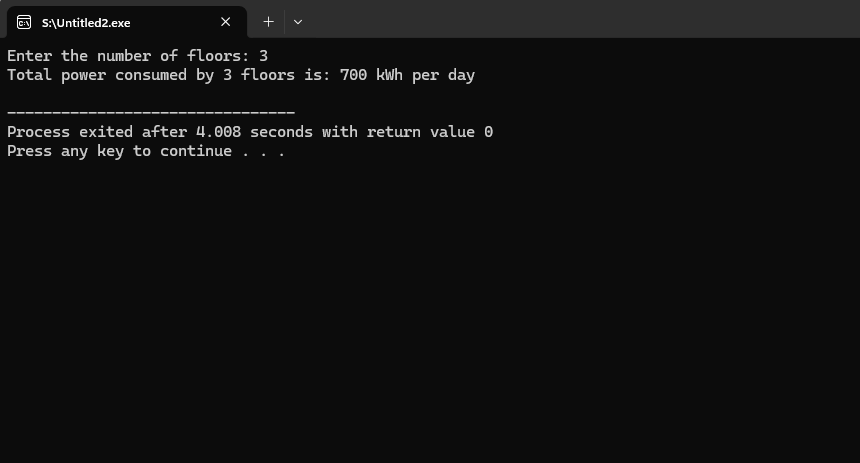 S:\Untitled2.exe
Enter the number of floors: 3
Total power consumed by 3 floors is: 700 kWh per day
--------------------------------
Process exited after 4.008 seconds with return value 0
Press any key to continue . . .